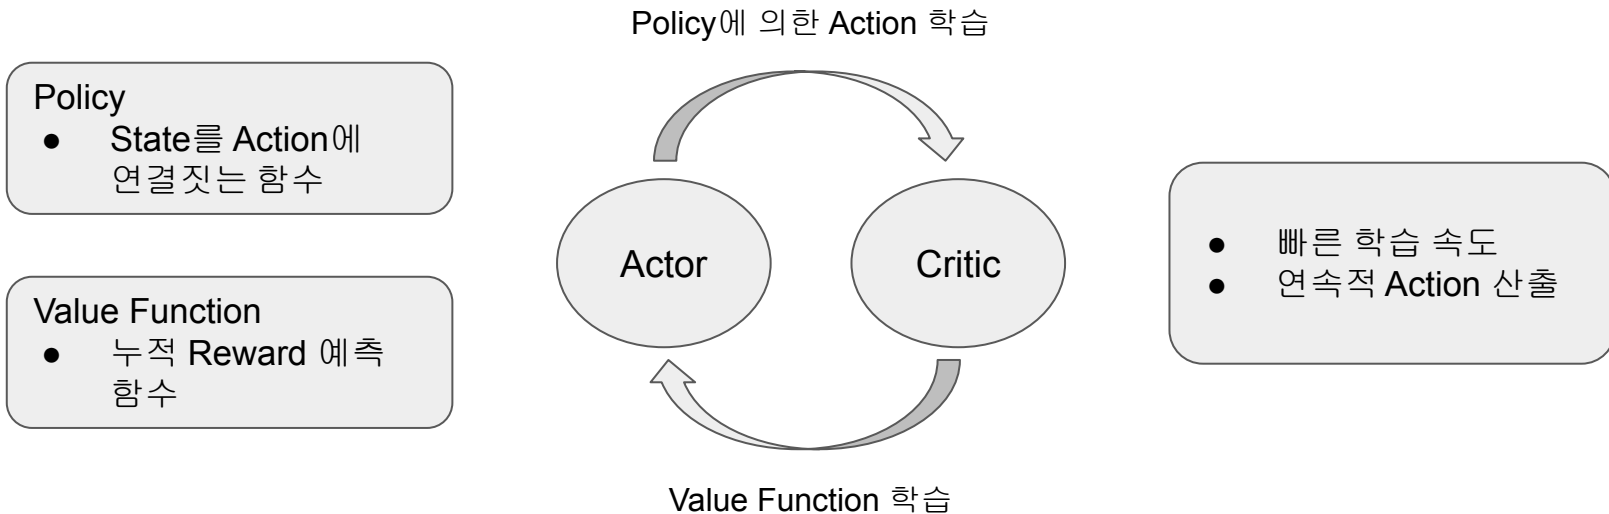 Policy에 의한 Action 학습
Policy
● State를 Action에
연결짓는 함수
Value Function
● 누적 Reward 예측
함수
Actor
Critic
● 빠른 학습 속도
● 연속적 Action 산출
Value Function 학습